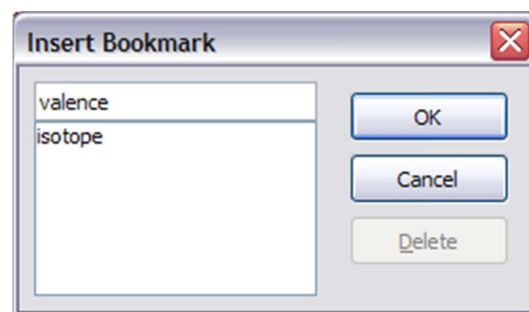 Insert Bookmark
valence
isotope
OK
Cancel
Delete